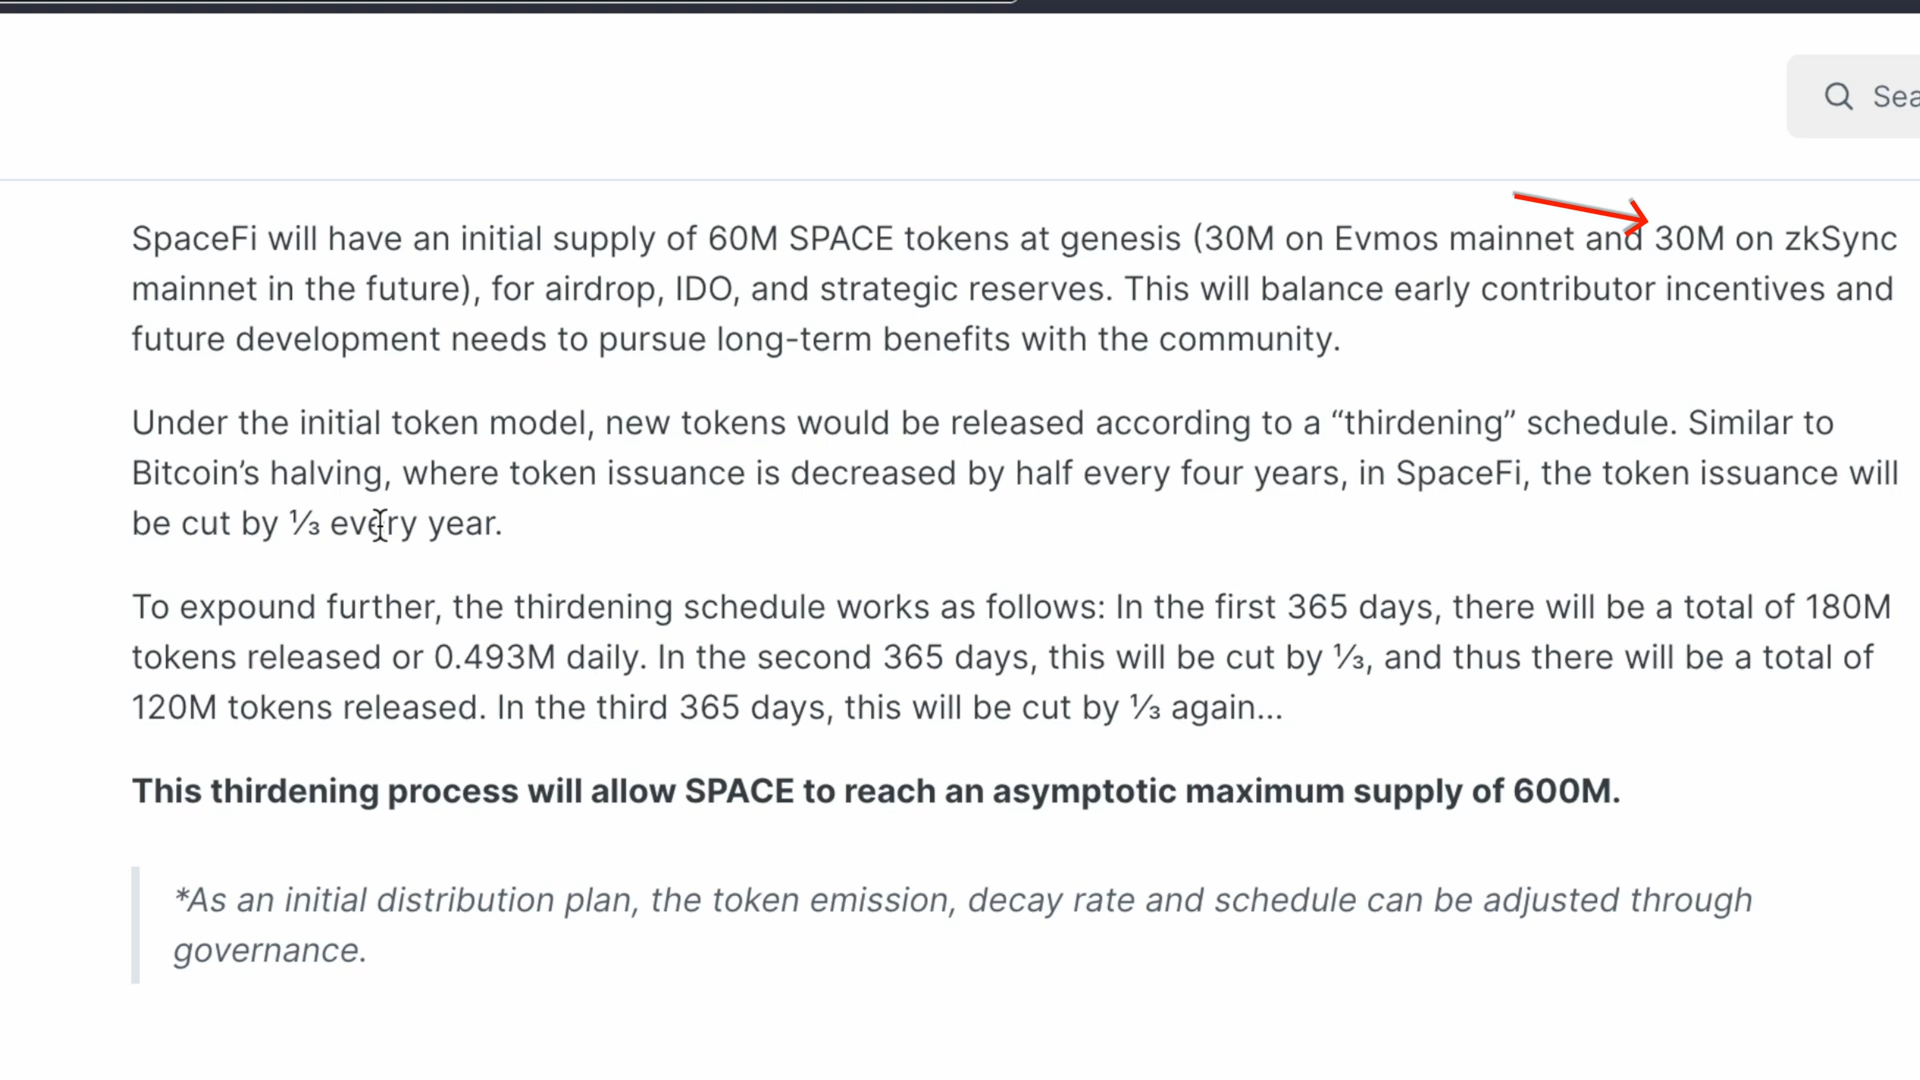 Sea
SpaceFi will have an initial supply of 60M SPACE tokens at genesis (30M on Evmos mainnet and 30M on zkSync
mainnet in the future), for airdrop, IDO, and strategic reserves. This will balance early contributor incentives and
future development needs to pursue long-term benefits with the community.
Under the initial token model, new tokens would be released according to a “thirdening” schedule. Similar to
Bitcoin’s halving, where token issuance is decreased by half every four years, in SpaceFi, the token issuance will
be cut by ⅓ every year.
To expound further, the thirdening schedule works as follows: In the first 365 days, there will be a total of 180M
tokens released or 0.493M daily. In the second 365 days, this will be cut by ⅓, and thus there will be a total of
120M tokens released. In the third 365 days, this will be cut by ⅓ again...
This thirdening process will allow SPACE to reach an asymptotic maximum supply of 600M.
*As an initial distribution plan, the token emission, decay rate and schedule can be adjusted through
governance.